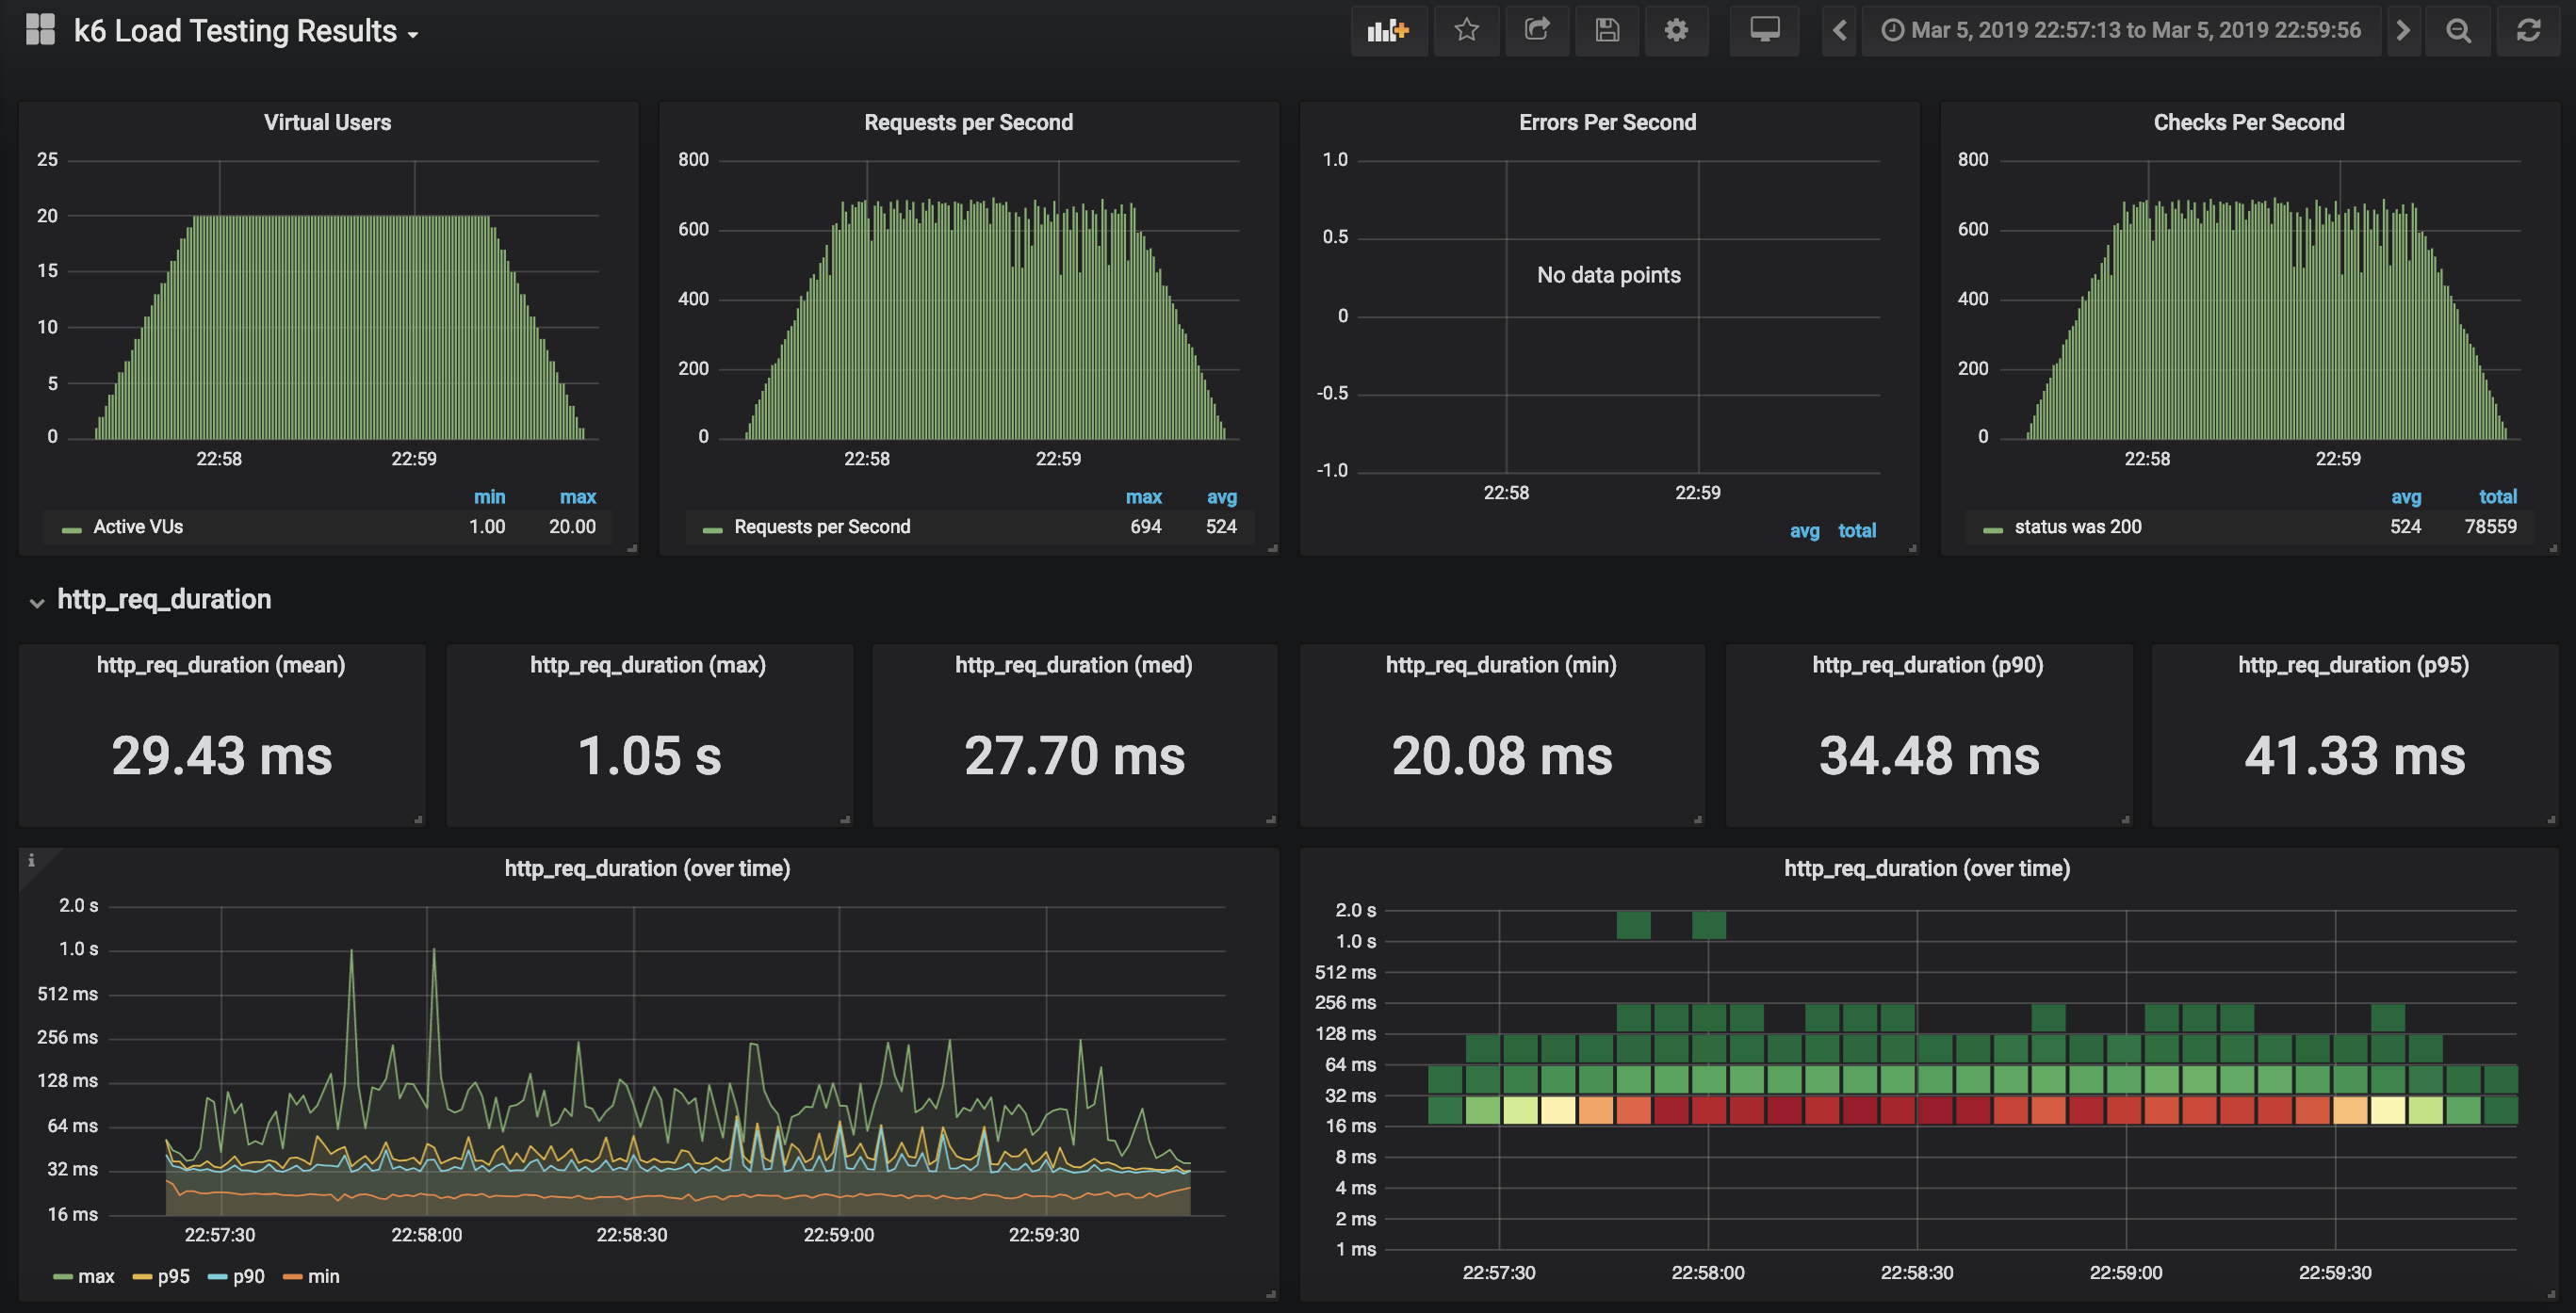 k6 Load Testing Results
Mar 5, 2019 22:57:13 to Mar 5, 2019 22:59:56
Virtual Users
25
20
15
10
5
0
22:58 22:59
min max
Active VUs 1.00 20.00
Requests per Second
800
600
400
200
0
22:58 22:59
max avg
Requests per Second 694 524
Errors Per Second
1.0
0.5
0
-0.5
-1.0
No data points
22:58 22:59
avg total
Checks Per Second
800
600
400
200
0
22:58 22:59
avg total
status was 200 524 78559
http_req_duration
http_req_duration (mean)
29.43 ms
http_req_duration (max)
1.05 s
http_req_duration (med)
27.70 ms
http_req_duration (min)
20.08 ms
http_req_duration (p90)
34.48 ms
http_req_duration (p95)
41.33 ms
i
http_req_duration (over time)
2.0 s
1.0 s
512 ms
256 ms
128 ms
64 ms
32 ms
16 ms
22:57:30 22:58:00 22:58:30 22:59:00 22:59:30
max p95 p90 min
http_req_duration (over time)
2.0 s
1.0 s
512 ms
256 ms
128 ms
64 ms
32 ms
16 ms
8 ms
4 ms
2 ms
1 ms
22:57:30 22:58:00 22:58:30 22:59:00 22:59:30